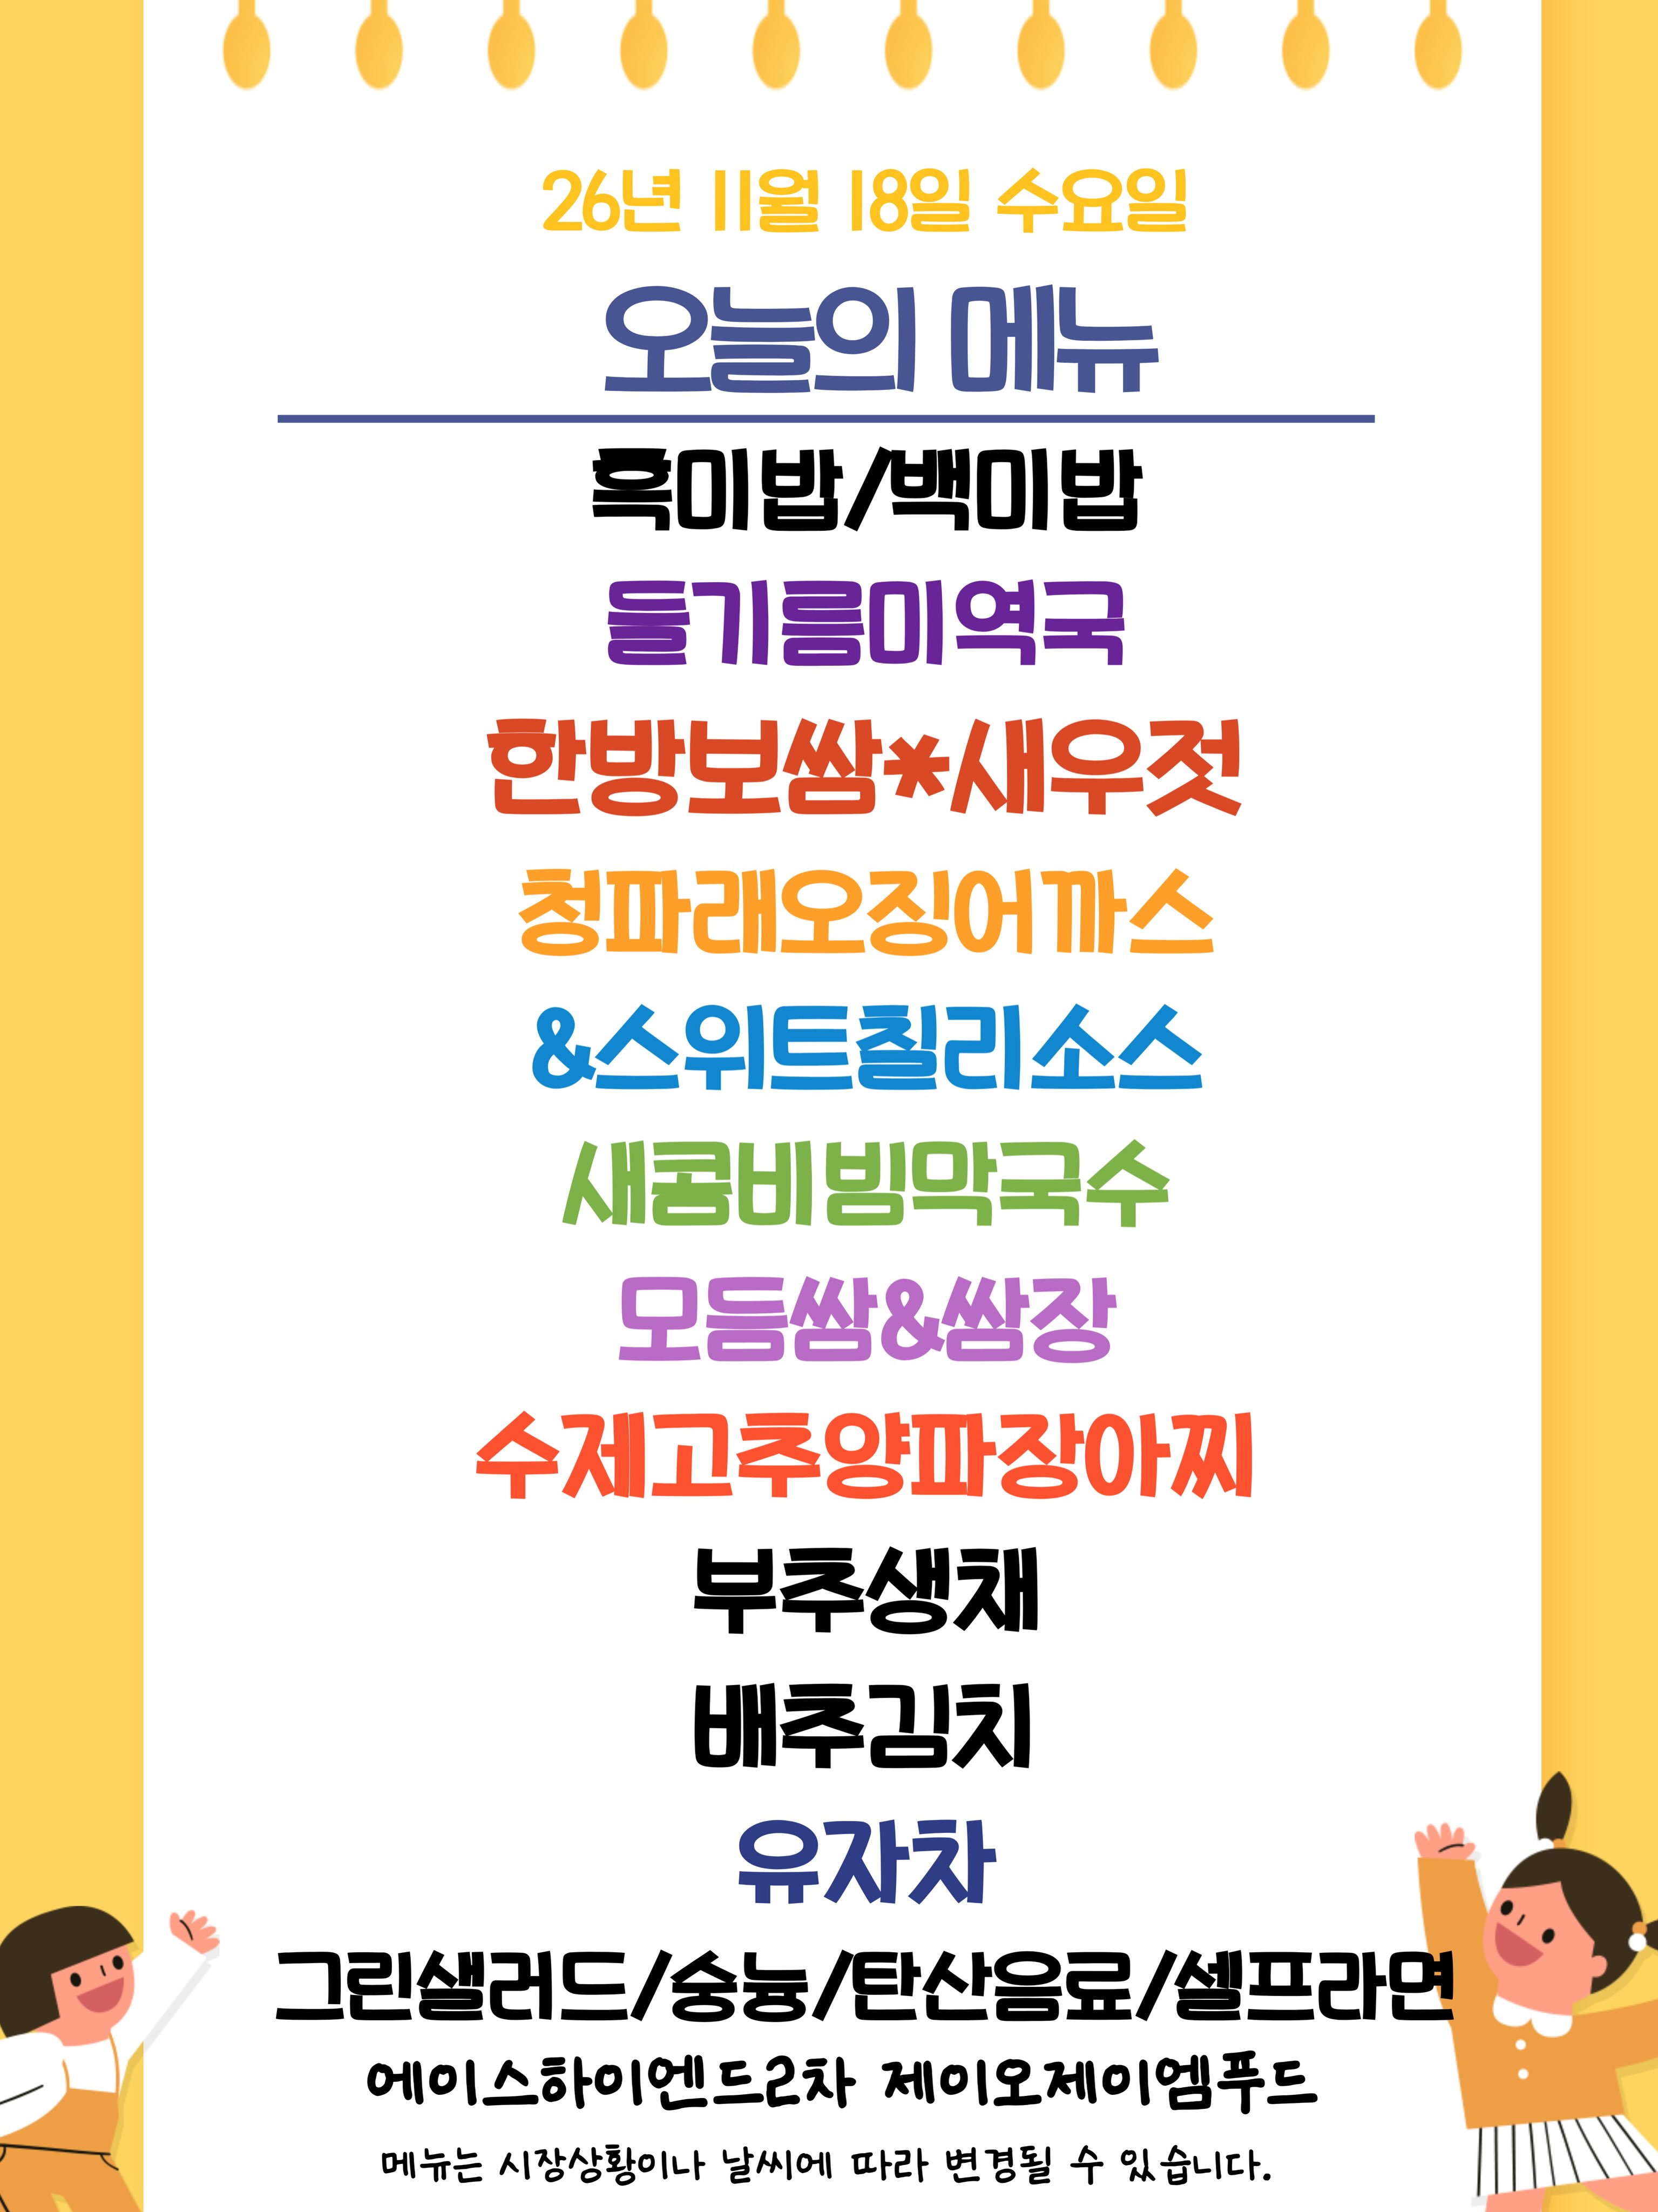 26년 11월 18일 수요일
오늘의 메뉴
흑미밥/백미밥
들기름미역국
한방보쌈*새우젓
청파래오징어까스
&스위트칠리소스
새콤비빔막국수
모듬쌈&쌈장
수제고추양파장아찌
부추생채
배추김치
유자차
그린샐러드/숭늉/탄산음료/셀프라면
에이스하이엔드2차 제이오제이엠푸드
메뉴는 시장상황이나 날씨에 따라 변경될 수 있습니다.